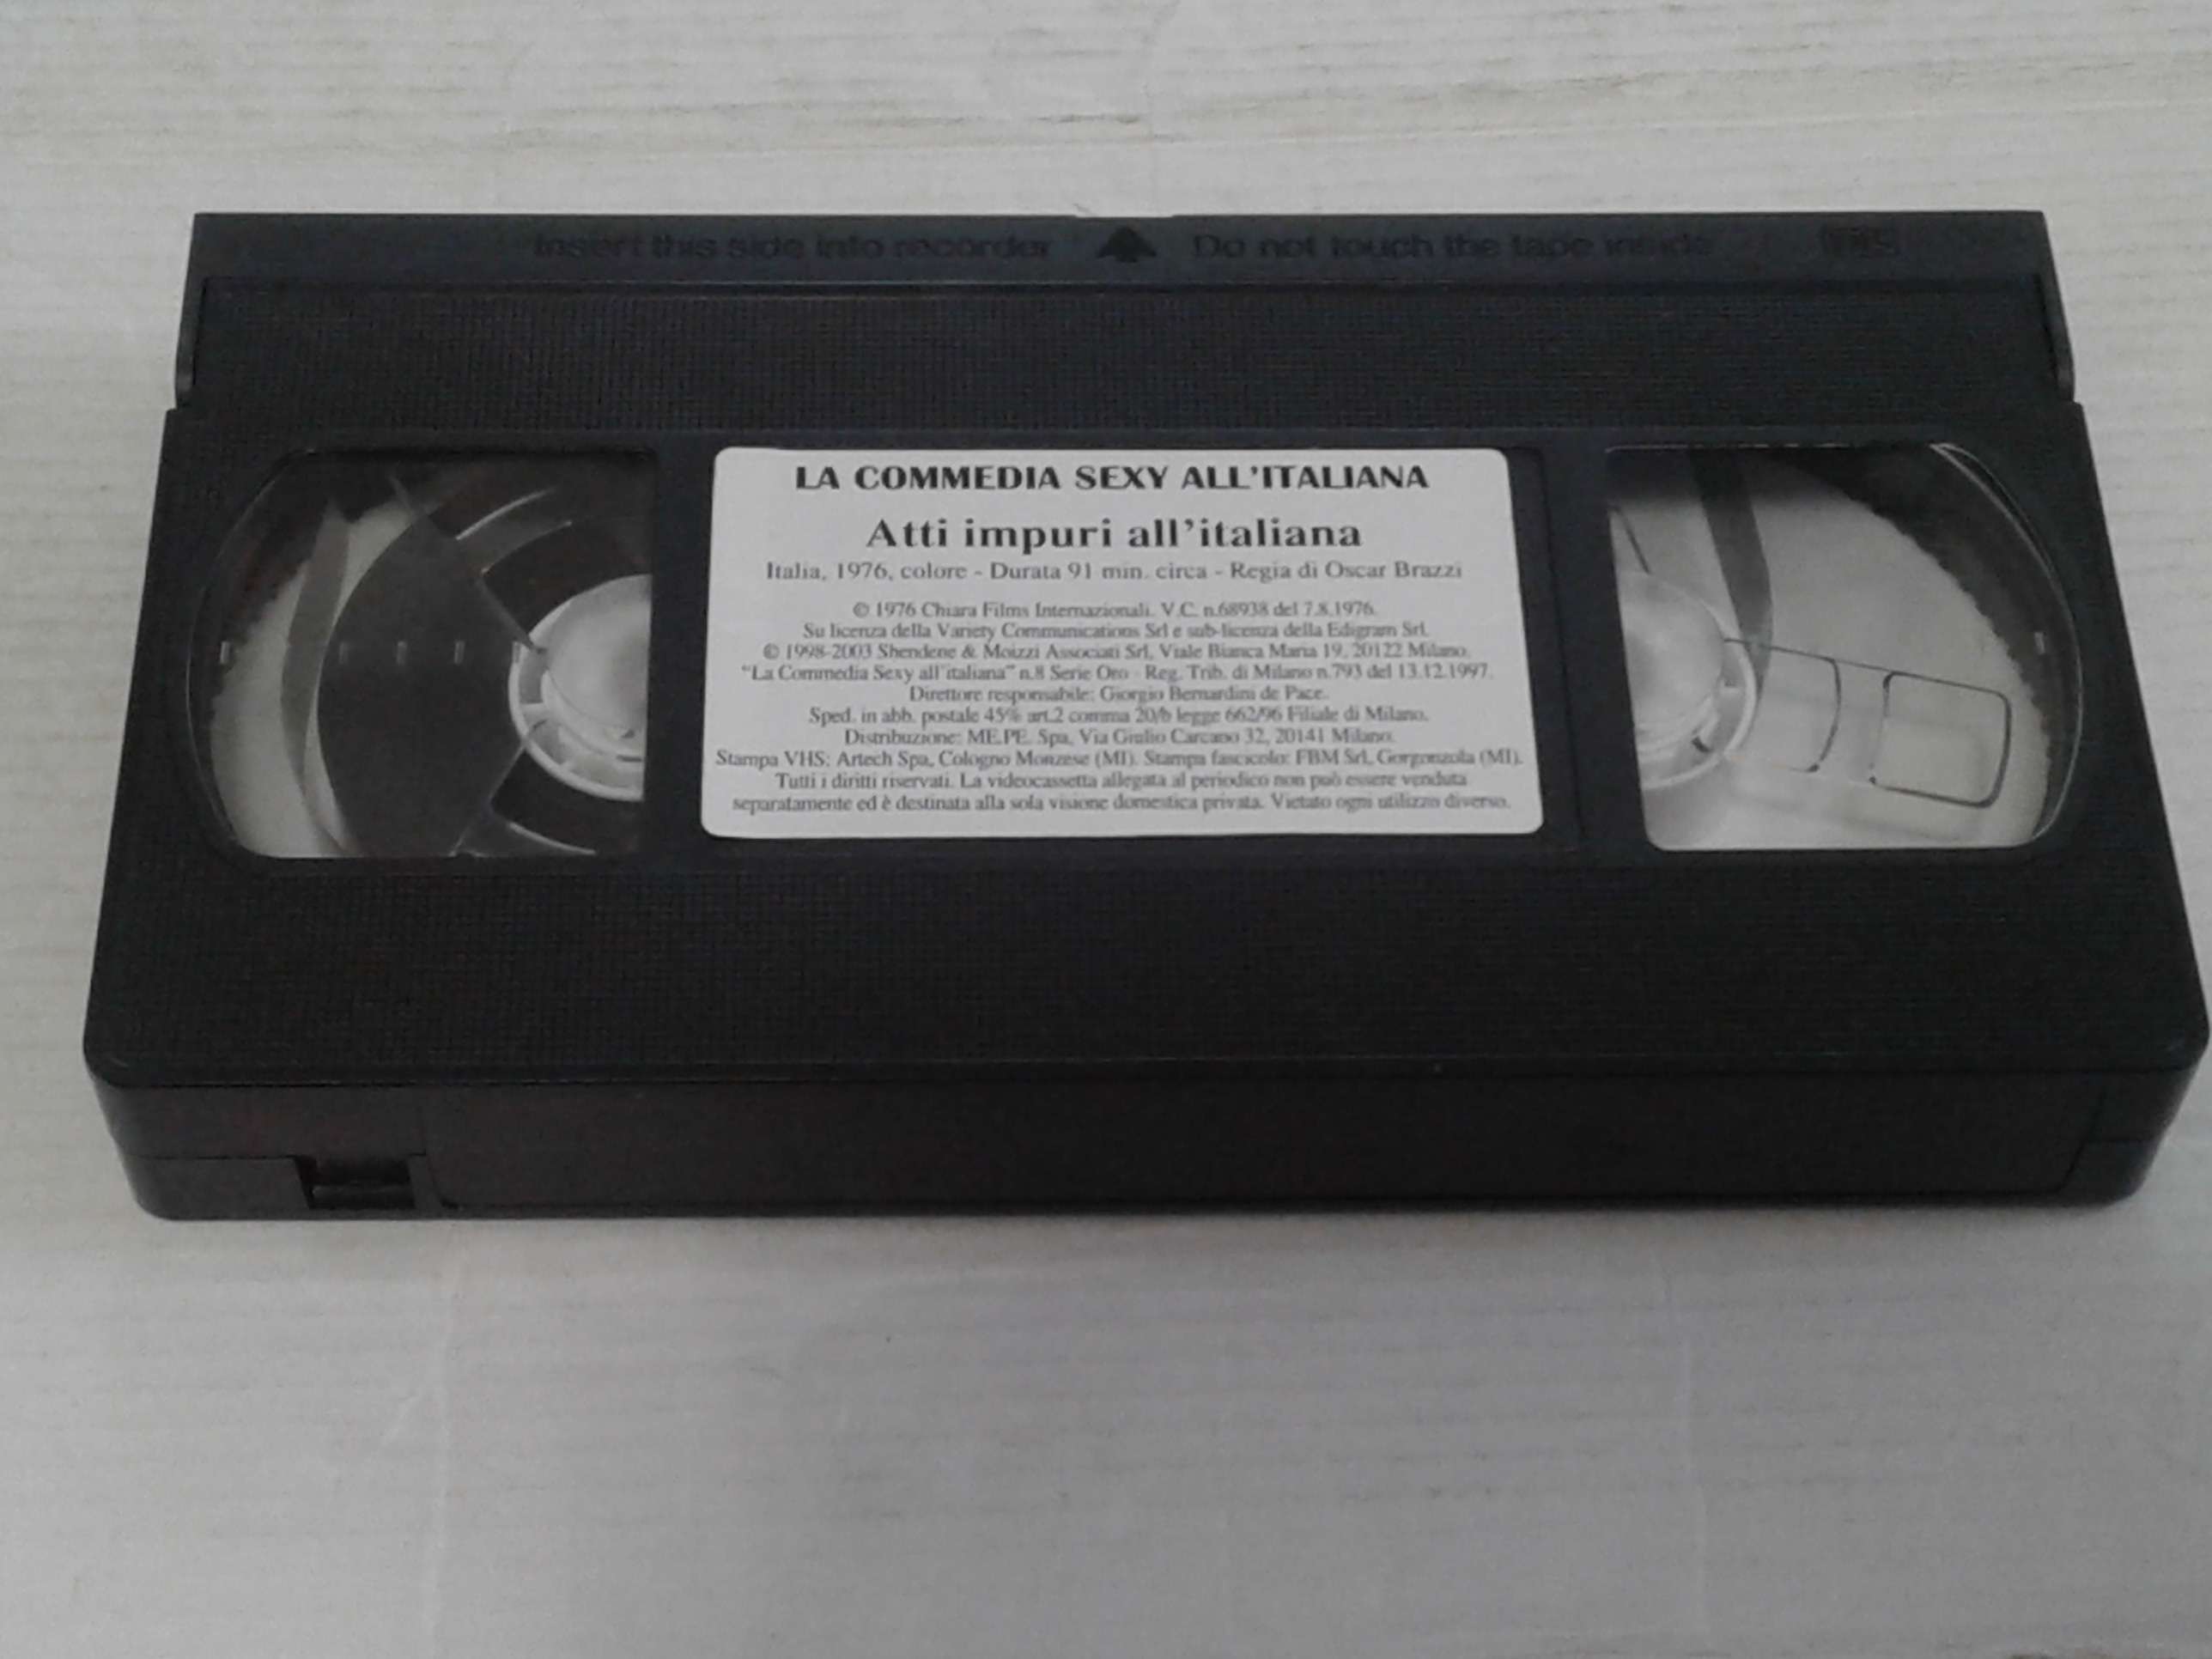 Insert this side into recorder Do not touch the tape inside VHS
LA COMMEDIA SEXY ALL'ITALIANA
Atti impuri all'italiana
Italia, 1976, colore - Durata 91 min. circa - Regia di Oscar Brazzi
© 1976 Chiara Films Internazionali. V.C. n.68938 del 7.8.1976.
Su licenza della Variety Communications Srl e sub-licenza della Edigram Srl.
© 1998-2003 Shendene & Moizzi Associati Srl, Viale Bianca Maria 19, 20122 Milano.
"La Commedia Sexy all'italiana" n.8 Serie Oro - Reg. Trib. di Milano n.793 del 13.12.1997.
Direttore responsabile: Giorgio Bernardini de Pace.
Sped. in abb. postale 45% art.2 comma 20/b legge 662/96 Filiale di Milano.
Distribuzione: ME.PE. Spa, Via Giulio Carcano 32, 20141 Milano.
Stampa VHS: Artech Spa, Cologno Monzese (MI). Stampa fascicolo: FBM Srl, Gorgonzola (MI).
Tutti i diritti riservati. La videocassetta allegata al periodico non può essere venduta
separatamente ed è destinata alla sola visione domestica privata. Vietato ogni utilizzo diverso.